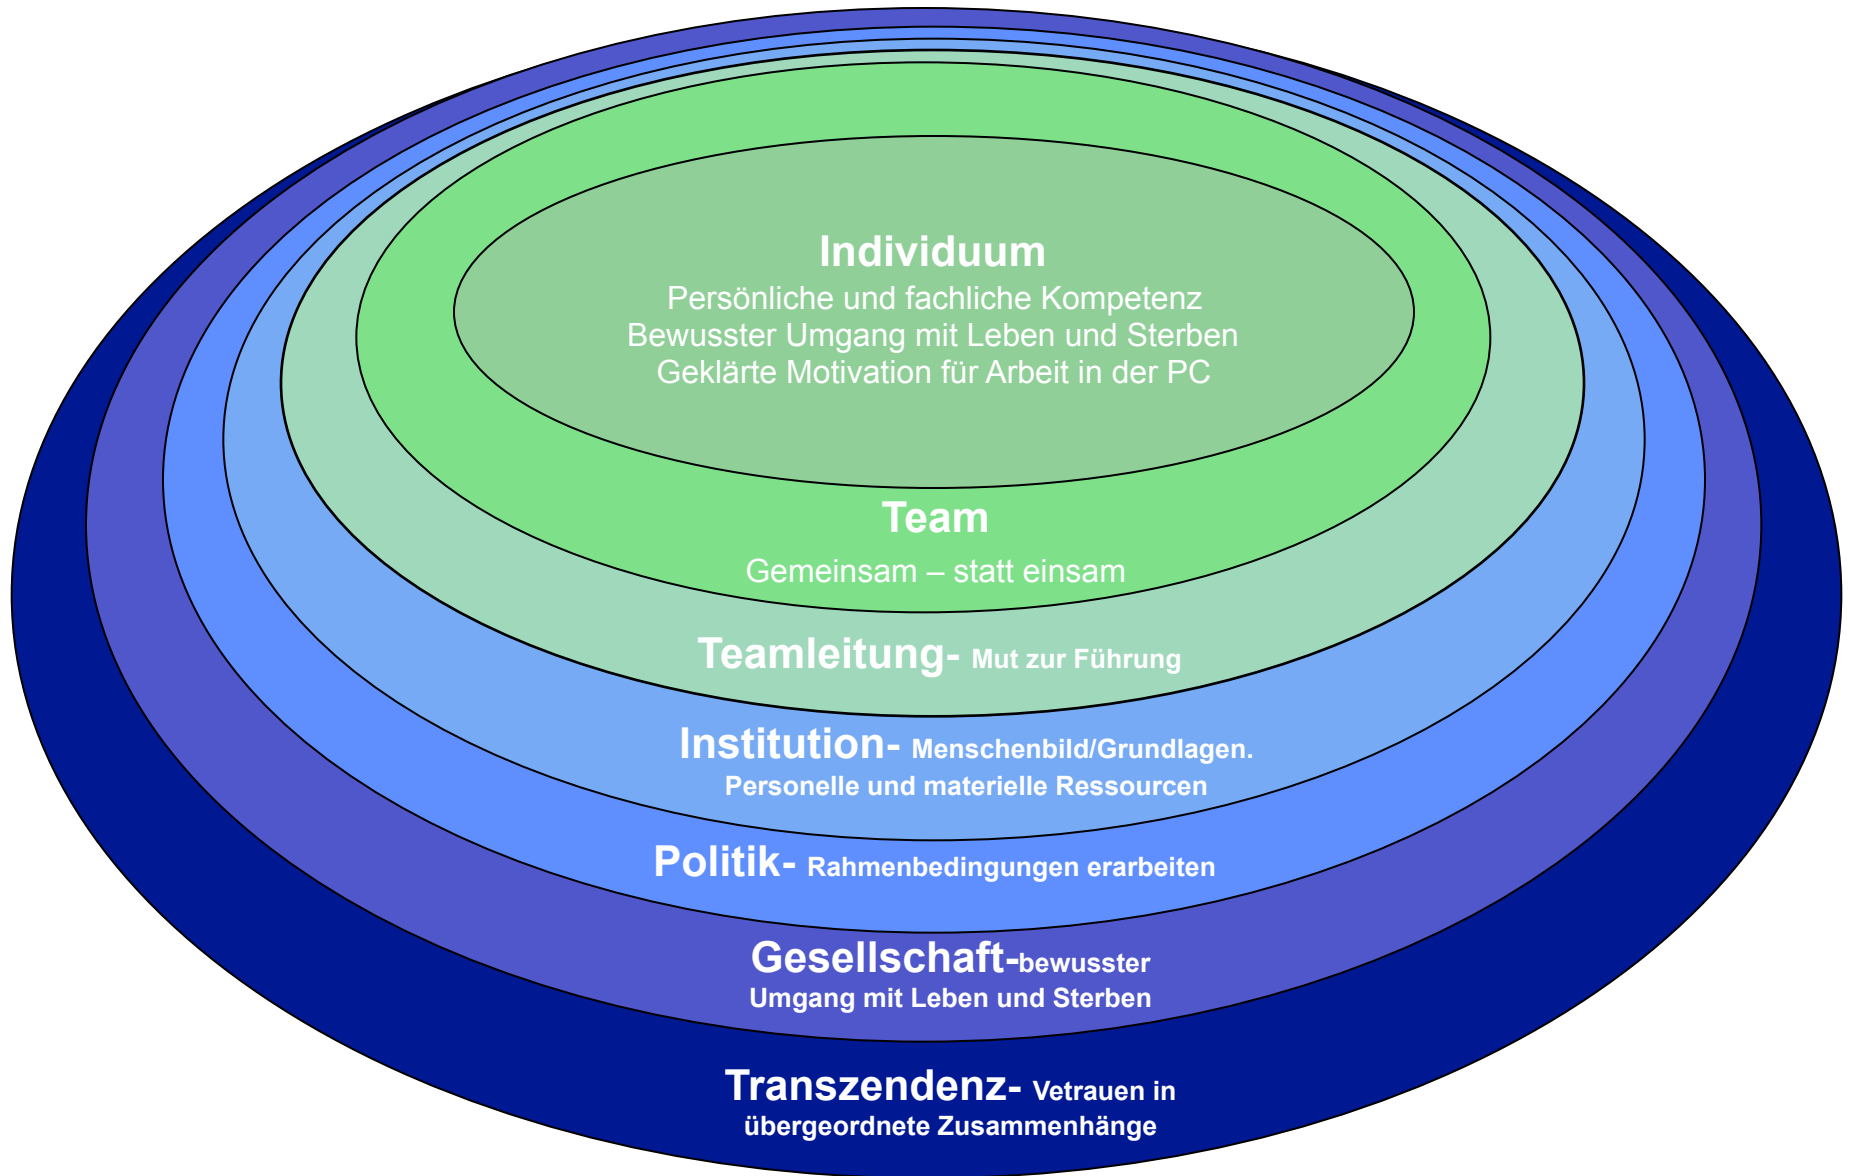 Individuum
Persönliche und fachliche Kompetenz
Bewusster Umgang mit Leben und Sterben
Geklärte Motivation für Arbeit in der PC
Team
Gemeinsam – statt einsam
Teamleitung- Mut zur Führung
Institution- Menschenbild/Grundlagen.
Personelle und materielle Ressourcen
Politik- Rahmenbedingungen erarbeiten
Gesellschaft-bewusster
Umgang mit Leben und Sterben
Transzendenz- Vetrauen in
übergeordnete Zusammenhänge